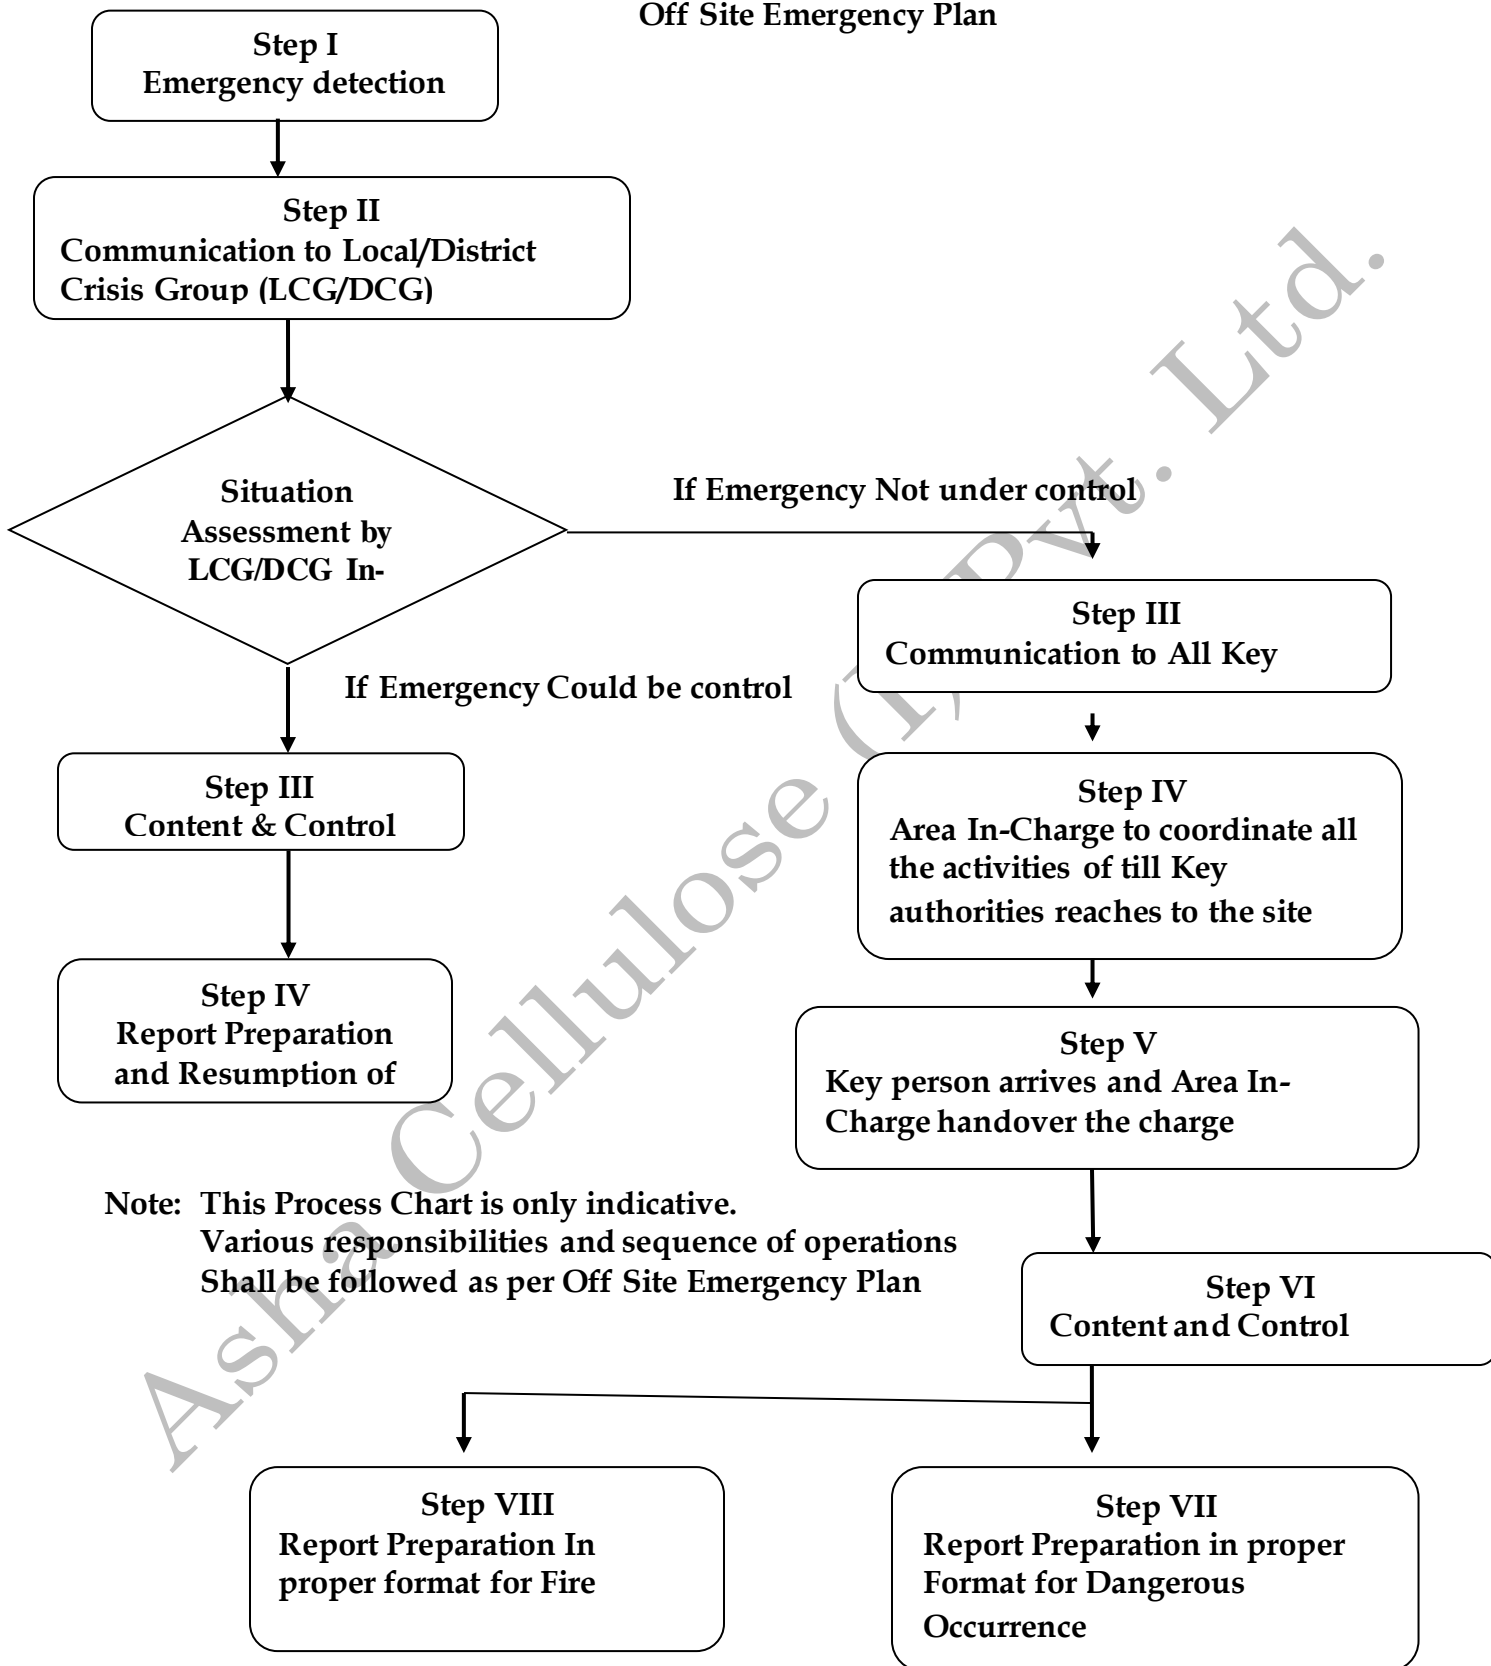 Off Site Emergency Plan
Step I
Emergency detection
Step II
Communication to Local/District
Crisis Group (LCG/DCG)
Situation
Assessment by
LCG/DCG In-
If Emergency Not under control
If Emergency Could be control
Step III
Content & Control
Step IV
Report Preparation
and Resumption of
Step III
Communication to All Key
Step IV
Area In-Charge to coordinate all
the activities of till Key
authorities reaches to the site
Step V
Key person arrives and Area In-
Charge handover the charge
Note: This Process Chart is only indicative.
Various responsibilities and sequence of operations
Shall be followed as per Off Site Emergency Plan
Step VI
Content and Control
Step VIII
Report Preparation In
proper format for Fire
Step VII
Report Preparation in proper
Format for Dangerous
Occurrence
Asha Cellulose (I) Pvt. Ltd.